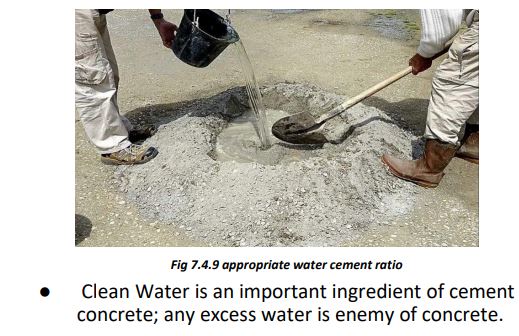 Fig 7.4.9 appropriate water cement ratio
● Clean Water is an important ingredient of cement
concrete; any excess water is enemy of concrete.